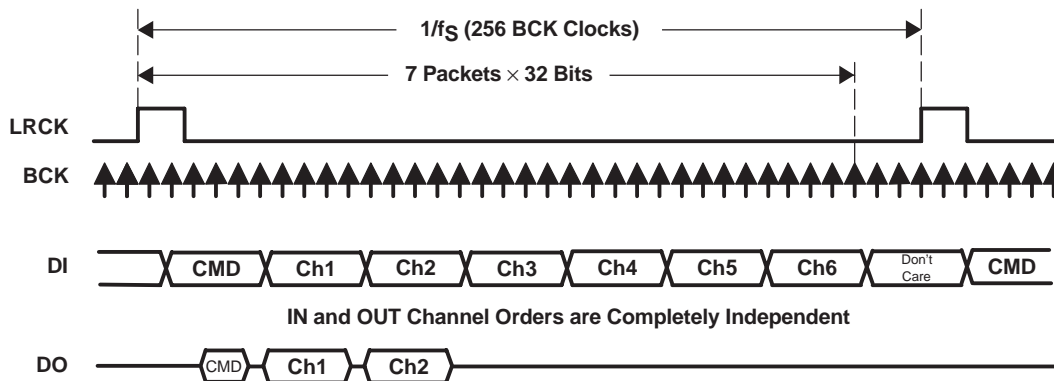 1/fS (256 BCK Clocks)
7 Packets × 32 Bits
LRCK
BCK
DI CMD Ch1 Ch2 Ch3 Ch4 Ch5 Ch6 Don't Care CMD
IN and OUT Channel Orders are Completely Independent
DO CMD Ch1 Ch2